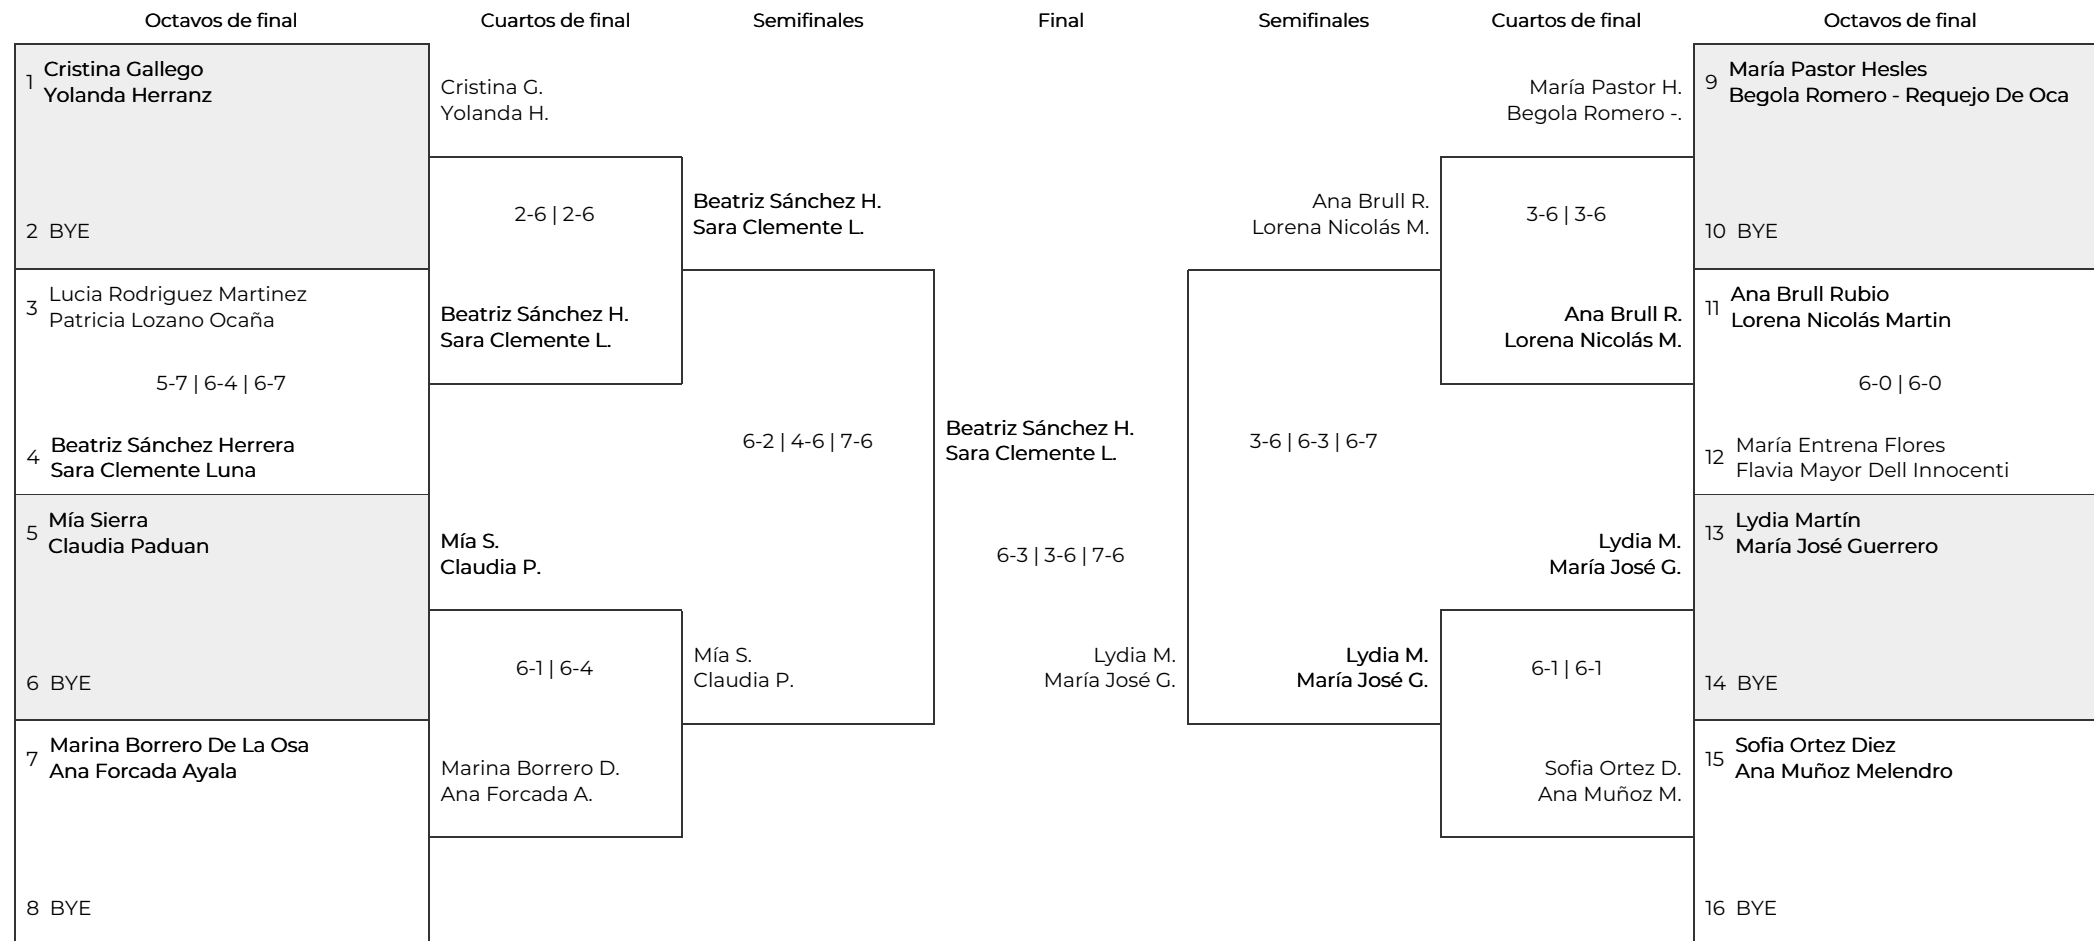 Octavos de final
Cuartos de final
Semifinales
Final
Semifinales
Cuartos de final
Octavos de final
1
Cristina Gallego
Yolanda Herranz
2 BYE
3
Lucia Rodriguez Martinez
Patricia Lozano Ocaña
5-7 | 6-4 | 6-7
4
Beatriz Sánchez Herrera
Sara Clemente Luna
5
Mía Sierra
Claudia Paduan
6 BYE
7
Marina Borrero De La Osa
Ana Forcada Ayala
8 BYE
Cristina G.
Yolanda H.
2-6 | 2-6
Beatriz Sánchez H.
Sara Clemente L.
Mía S.
Claudia P.
6-1 | 6-4
Marina Borrero D.
Ana Forcada A.
Beatriz Sánchez H.
Sara Clemente L.
6-2 | 4-6 | 7-6
Mía S.
Claudia P.
Beatriz Sánchez H.
Sara Clemente L.
6-3 | 3-6 | 7-6
Lydia M.
María José G.
Ana Brull R.
Lorena Nicolás M.
3-6 | 6-3 | 6-7
Lydia M.
María José G.
María Pastor H.
Begola Romero -.
3-6 | 3-6
Ana Brull R.
Lorena Nicolás M.
Lydia M.
María José G.
6-1 | 6-1
Sofia Ortez D.
Ana Muñoz M.
9
María Pastor Hesles
Begola Romero - Requejo De Oca
10 BYE
11
Ana Brull Rubio
Lorena Nicolás Martin
6-0 | 6-0
12
María Entrena Flores
Flavia Mayor Dell Innocenti
13
Lydia Martín
María José Guerrero
14 BYE
15
Sofia Ortez Diez
Ana Muñoz Melendro
16 BYE